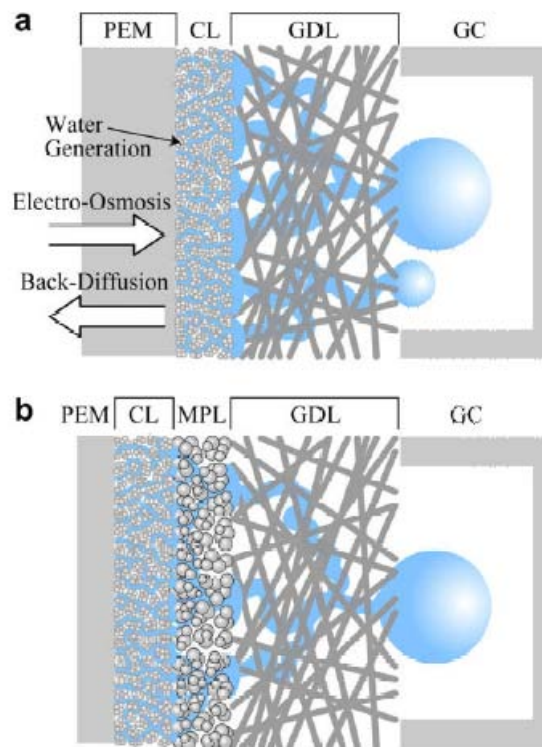 a
PEM CL GDL GC
Water
Generation
Electro-Osmosis
Back-Diffusion
b
PEM CL MPL GDL GC